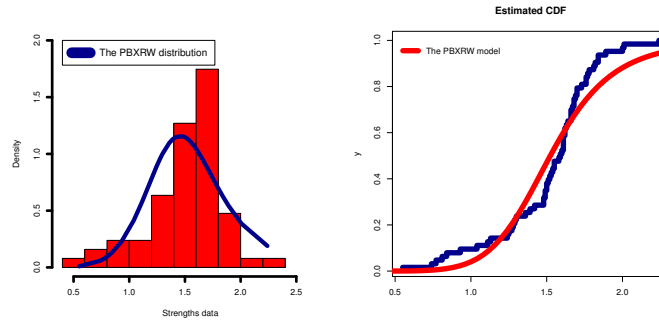 The PBXRW distribution
Density
0.0 0.5 1.0 1.5 2.0
0.5 1.0 1.5 2.0 2.5
Strengths data
Estimated CDF
The PBXRW model
y
0.0 0.2 0.4 0.6 0.8 1.0
0.5 1.0 1.5 2.0